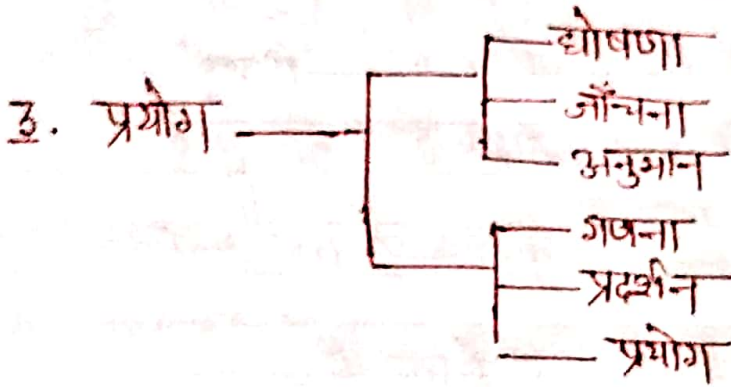 घोषणा
3. प्रयोग
जाँचना
अनुमान
गणना
प्रदर्शन
प्रयोग